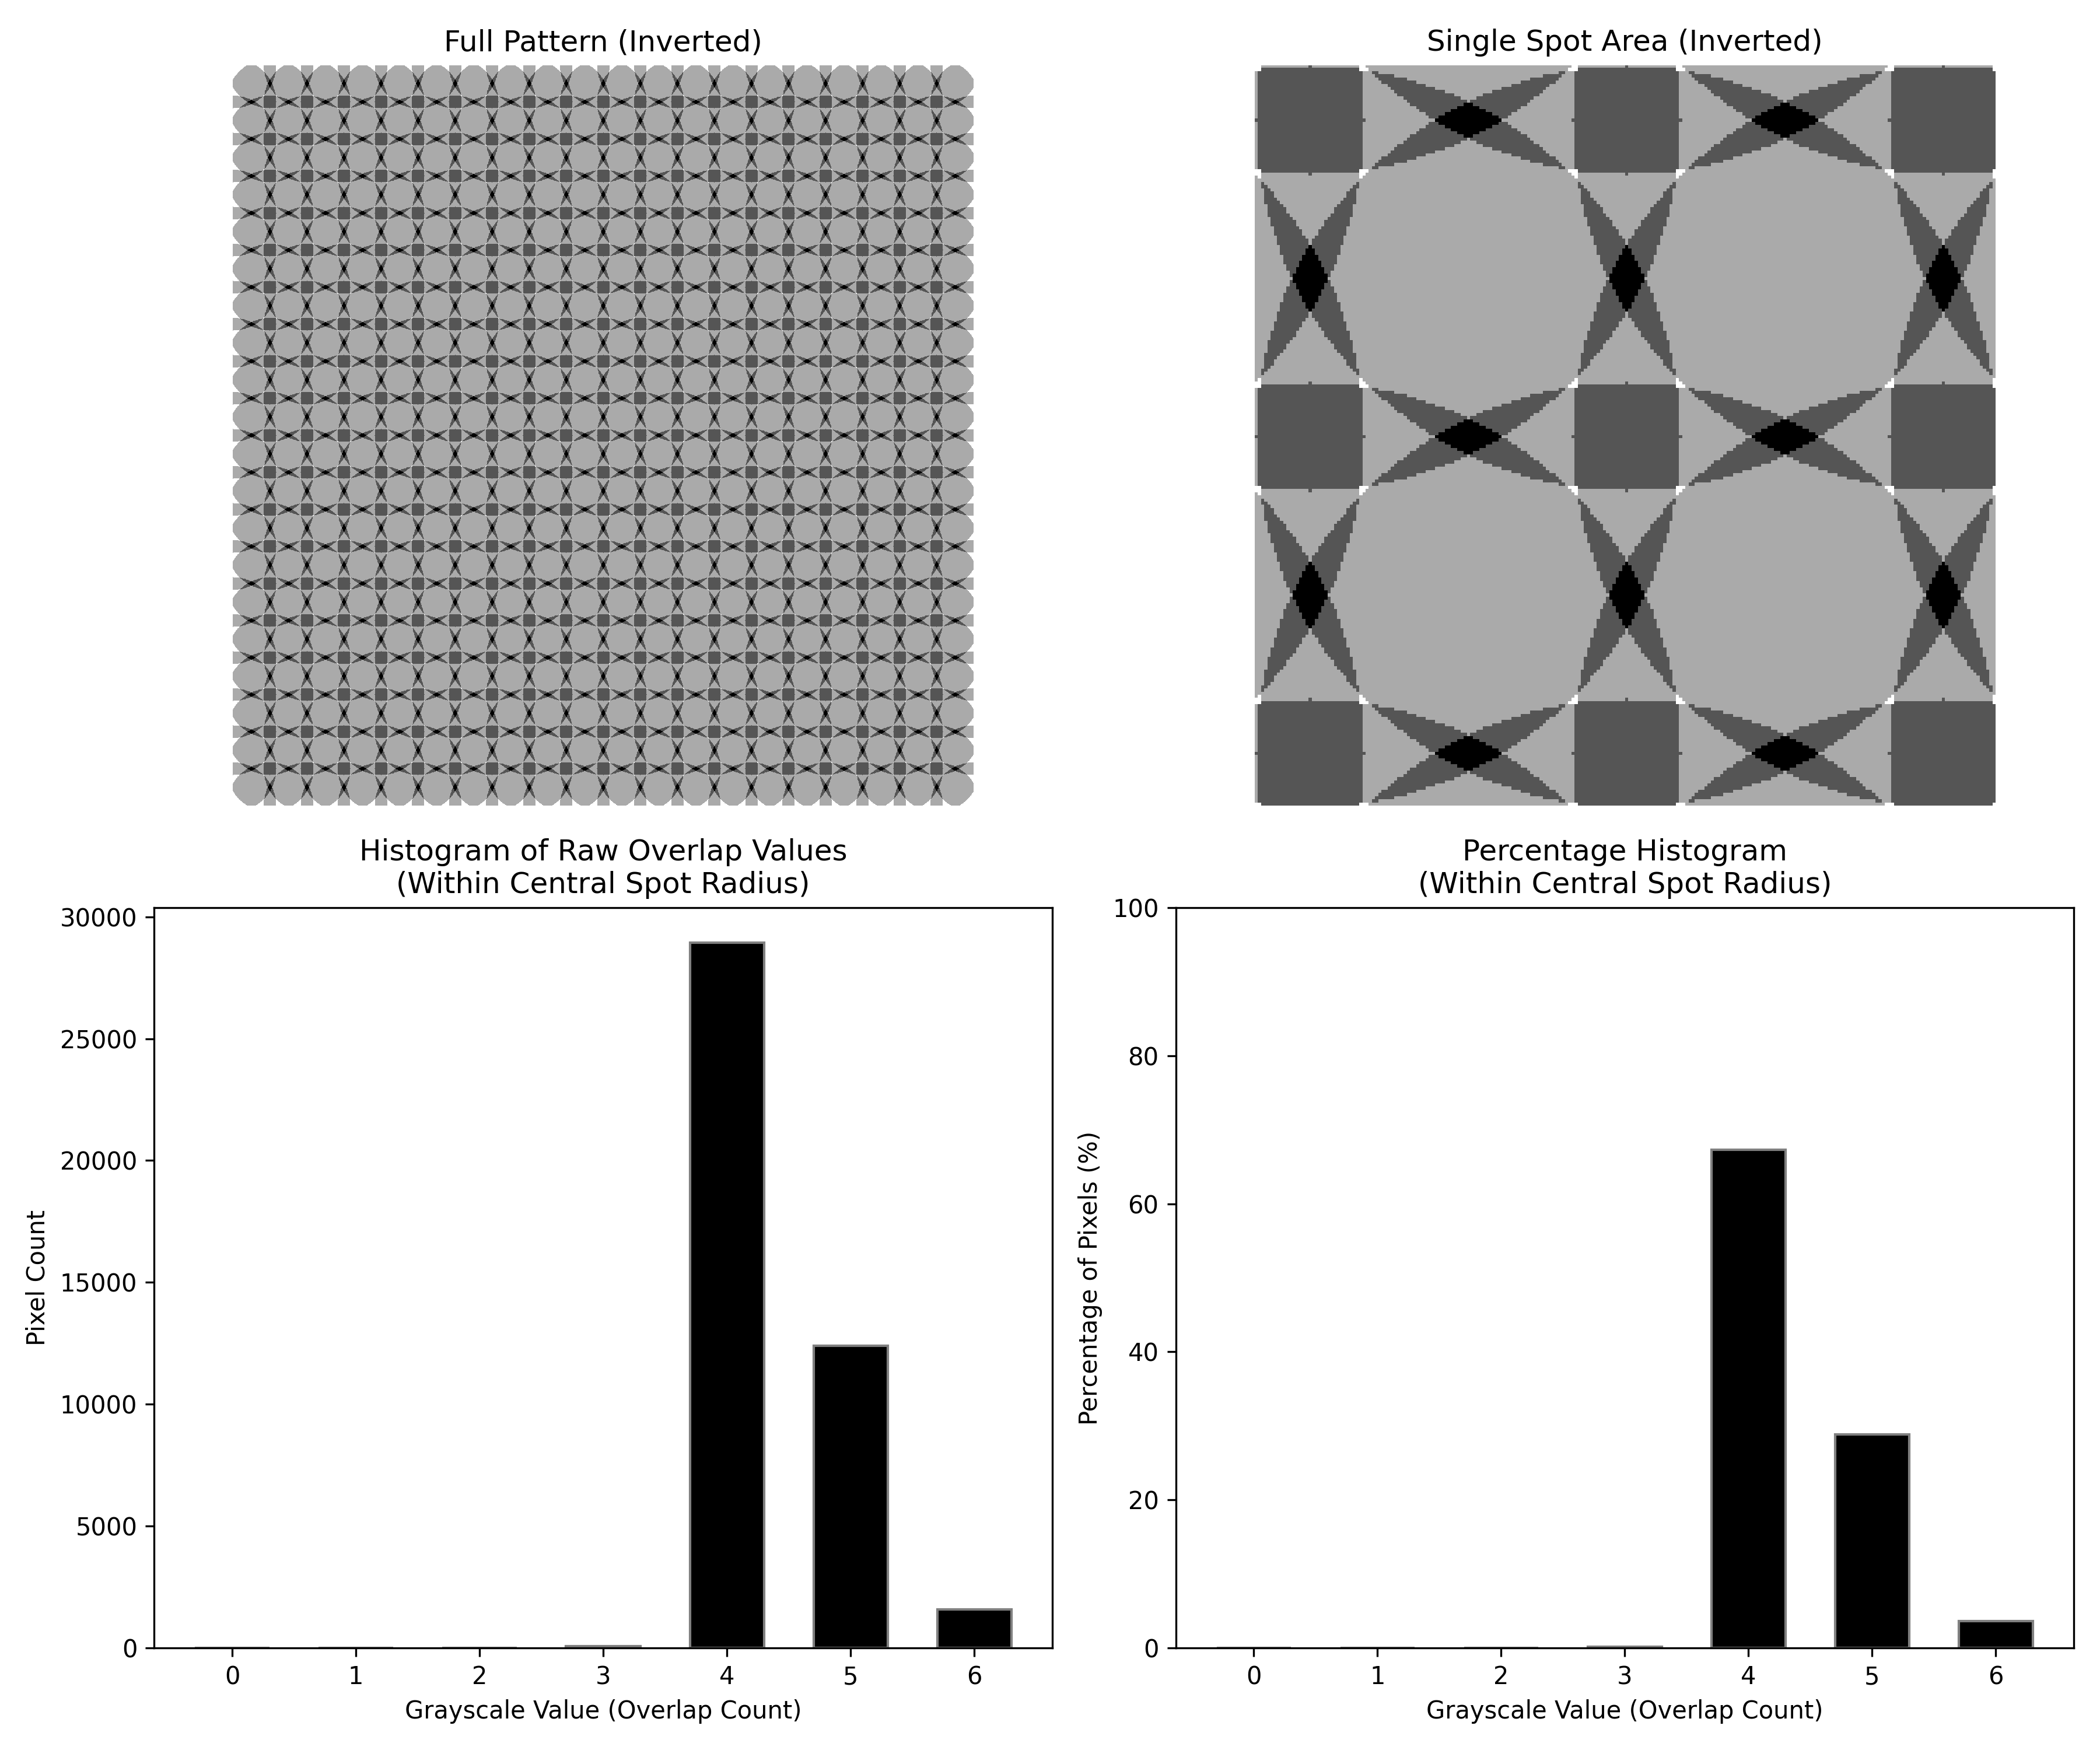 Full Pattern (Inverted)
Single Spot Area (Inverted)
Histogram of Raw Overlap Values
(Within Central Spot Radius)
30000
25000
20000
15000
10000
5000
0
Pixel Count
0 1 2 3 4 5 6
Grayscale Value (Overlap Count)
Percentage Histogram
(Within Central Spot Radius)
100
80
60
40
20
0
Percentage of Pixels (%)
0 1 2 3 4 5 6
Grayscale Value (Overlap Count)